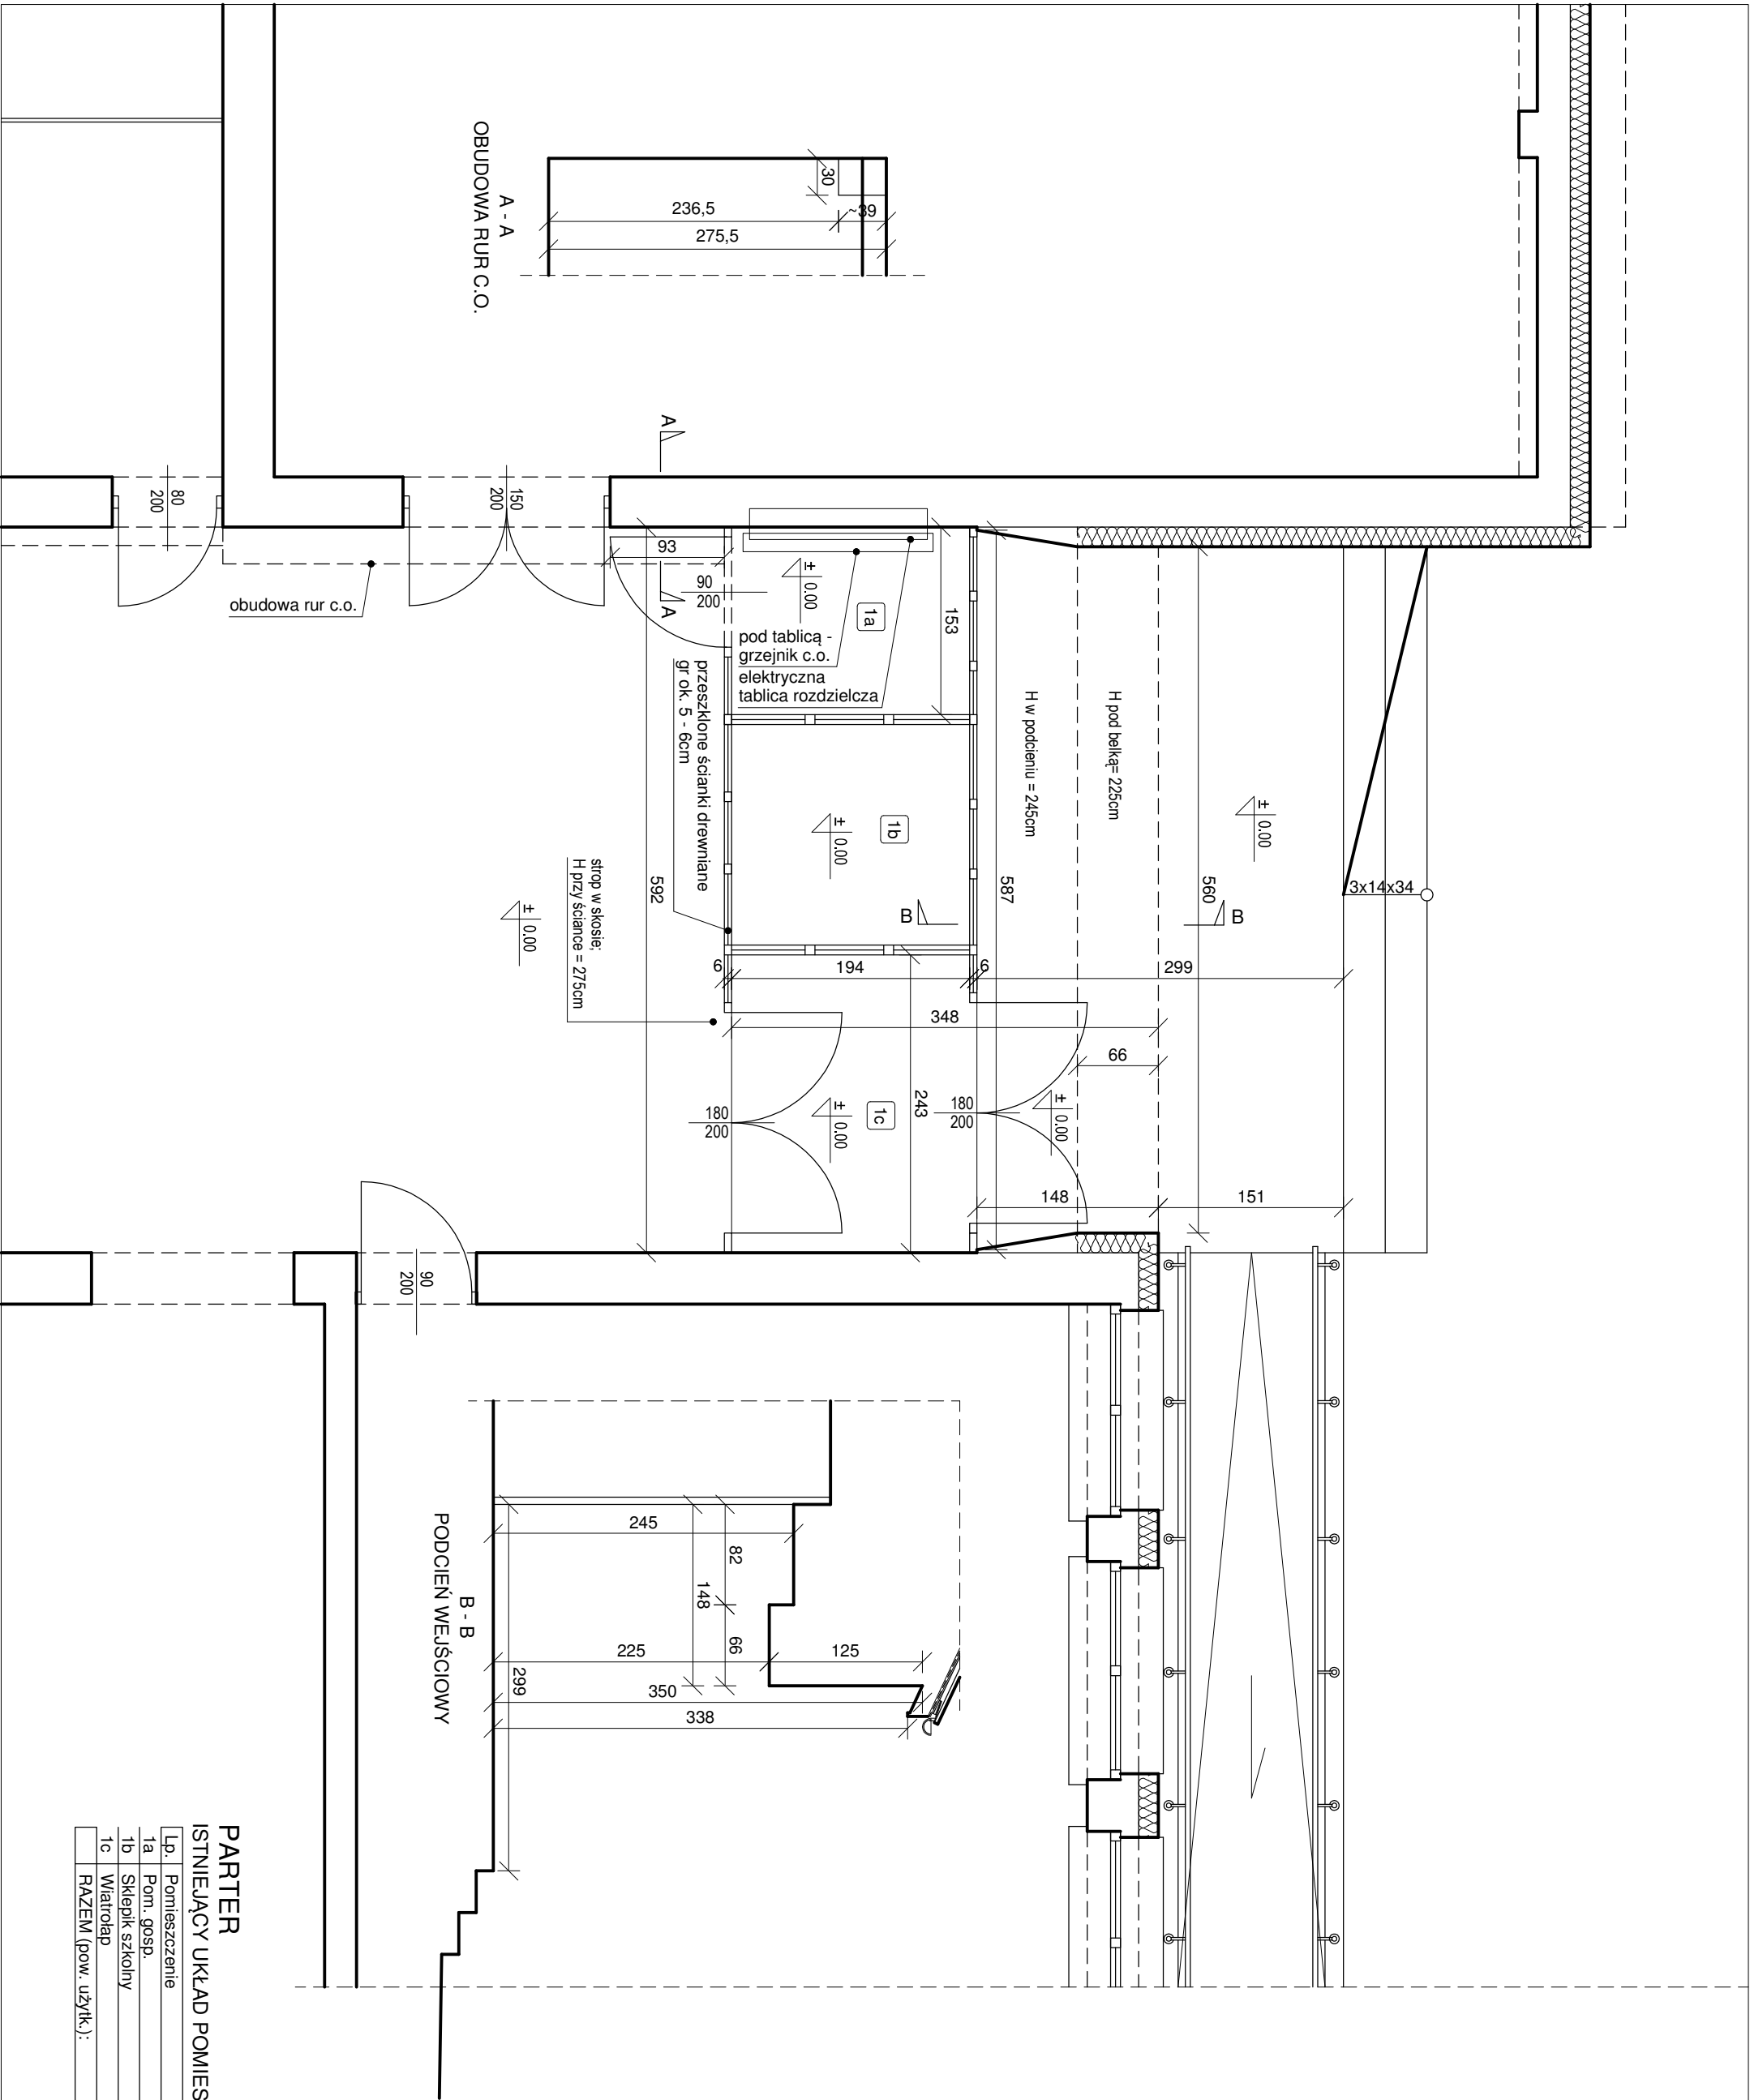 A - A
OBUDOWA RUR C.O.
30
236,5
~39
275,5
A
A
80
200
150
200
obudowa rur c.o.
93
90
200
± 0.00
1a
153
pod tablicą -
grzejnik c.o.
elektryczna
tablica rozdzielcza
przeszklone ścianki drewniane
gr ok. 5 - 6cm
H w podcieniu = 245cm
H pod belką= 225cm
± 0.00
3x14x34
1b
± 0.00
592
587
560
B
B
strop w skosie;
H przy ściance = 275cm
± 0.00
6
194
6
299
348
66
243
1c
± 0.00
± 0.00
180
200
180
200
148
151
90
200
245
82
148
66
225
125
350
338
299
B - B
PODCIEŃ WEJŚCIOWY
PARTER
ISTNIEJĄCY UKŁAD POMIES
Lp. Pomieszczenie
1a Pom. gosp.
1b Sklepik szkolny
1c Wiatrołap
RAZEM (pow. użytk.):